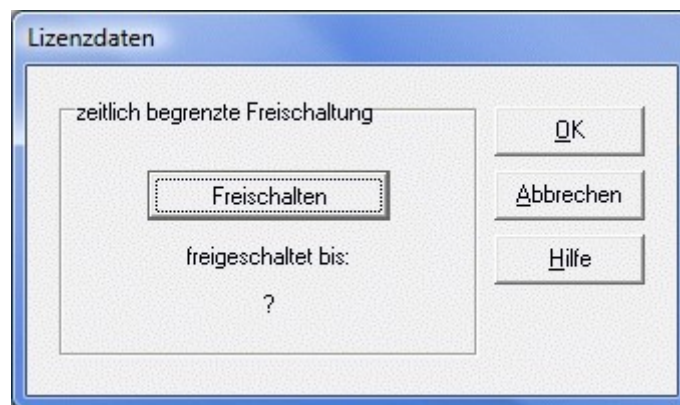 Lizenzdaten
zeitlich begrenzte Freischaltung
Freischalten
freigeschaltet bis:
?
OK
Abbrechen
Hilfe